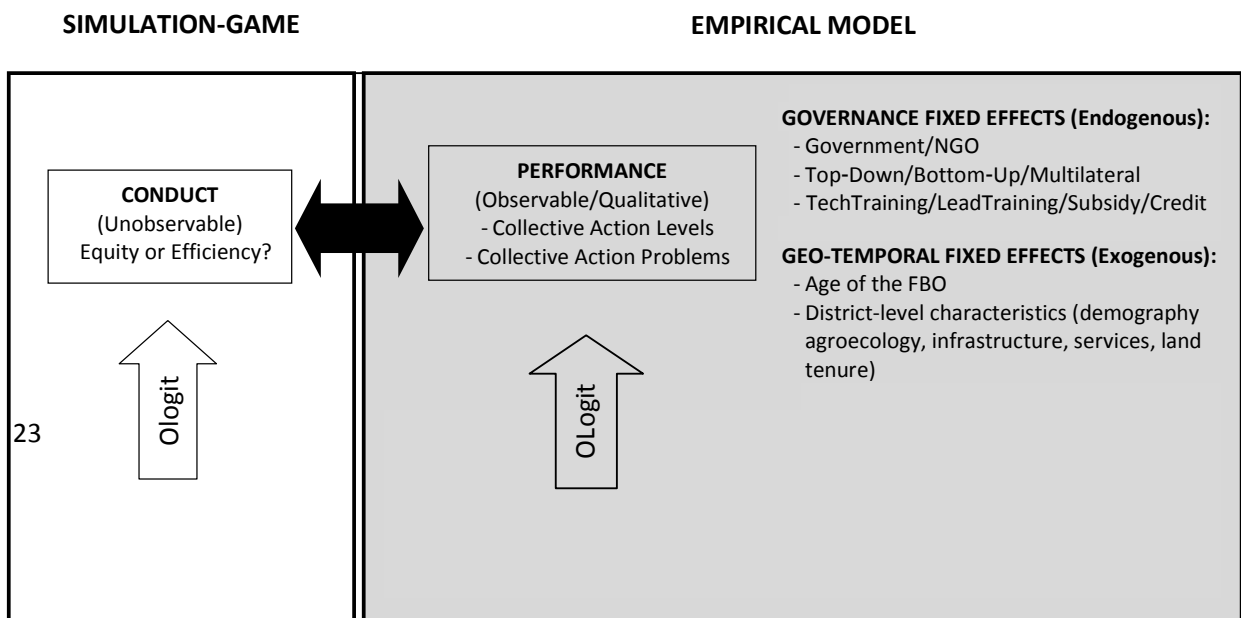 SIMULATION-GAME
EMPIRICAL MODEL
CONDUCT
(Unobservable)
Equity or Efficiency?
PERFORMANCE
(Observable/Qualitative)
- Collective Action Levels
- Collective Action Problems
GOVERNANCE FIXED EFFECTS (Endogenous):
- Government/NGO
- Top-Down/Bottom-Up/Multilateral
- TechTraining/LeadTraining/Subsidy/Credit
GEO-TEMPORAL FIXED EFFECTS (Exogenous):
- Age of the FBO
- District-level characteristics (demography
agroecology, infrastructure, services, land
tenure)
Ologit
OLogit
23